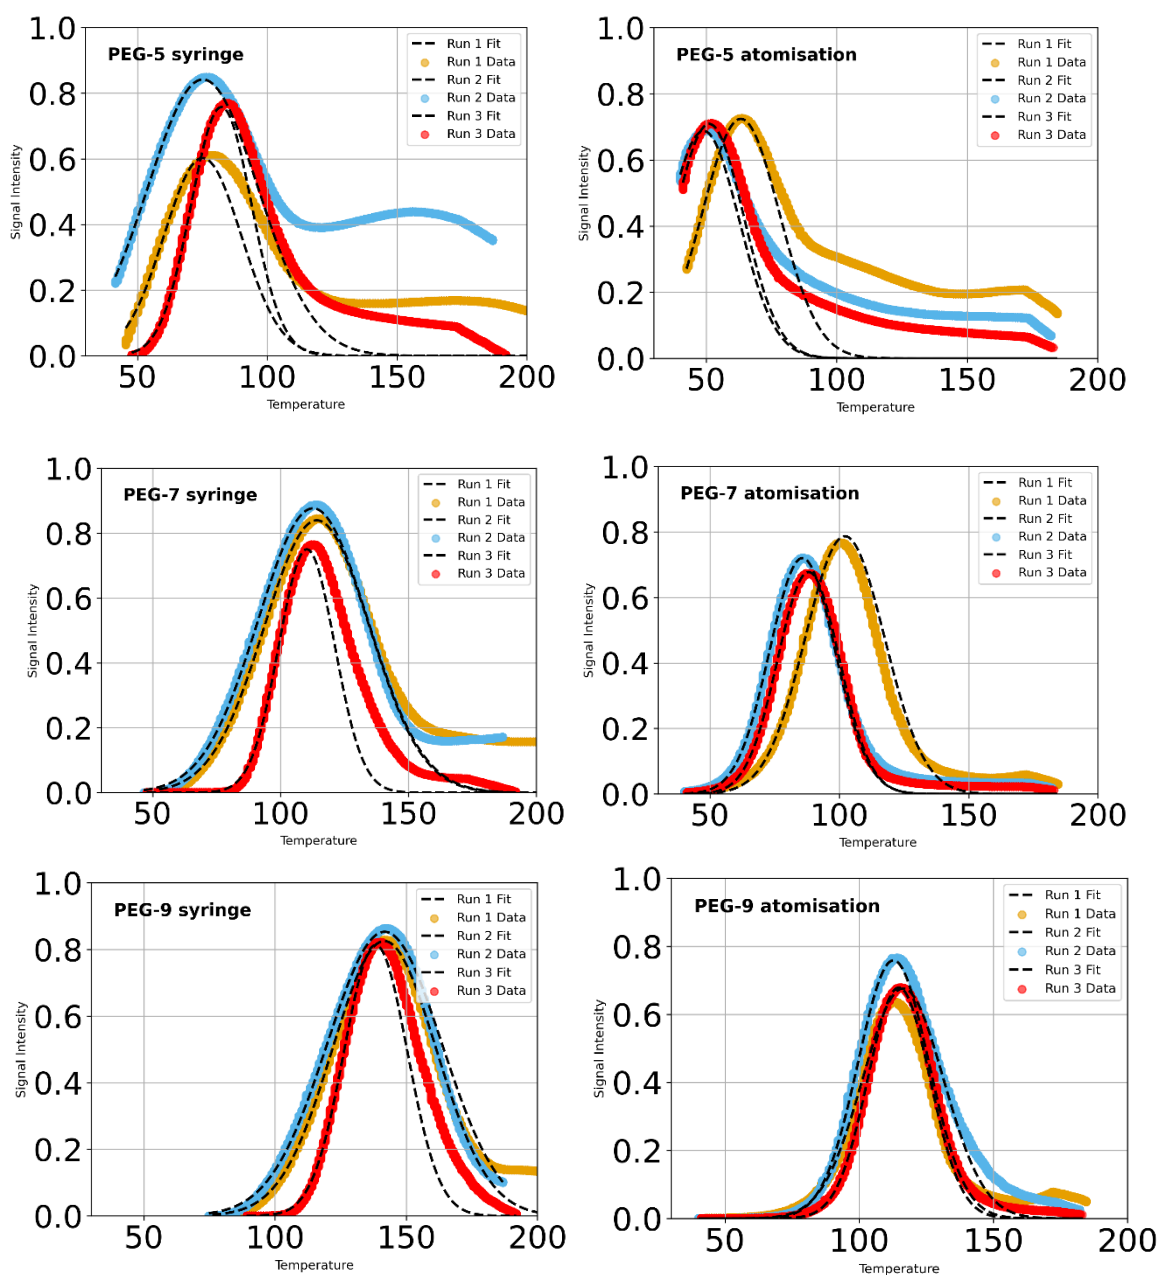 PEG-5 syringe
Signal Intensity
1.0
0.8
0.6
0.4
0.2
0.0
50 100 150 200
Temperature
Run 1 Fit
Run 1 Data
Run 2 Fit
Run 2 Data
Run 3 Fit
Run 3 Data
PEG-5 atomisation
Signal Intensity
1.0
0.8
0.6
0.4
0.2
0.0
50 100 150 200
Temperature
Run 1 Fit
Run 1 Data
Run 2 Fit
Run 2 Data
Run 3 Fit
Run 3 Data
PEG-7 syringe
Signal Intensity
1.0
0.8
0.6
0.4
0.2
0.0
50 100 150 200
Temperature
Run 1 Fit
Run 1 Data
Run 2 Fit
Run 2 Data
Run 3 Fit
Run 3 Data
PEG-7 atomisation
Signal Intensity
1.0
0.8
0.6
0.4
0.2
0.0
50 100 150 200
Temperature
Run 1 Fit
Run 1 Data
Run 2 Fit
Run 2 Data
Run 3 Fit
Run 3 Data
PEG-9 syringe
Signal Intensity
1.0
0.8
0.6
0.4
0.2
0.0
50 100 150 200
Temperature
Run 1 Fit
Run 1 Data
Run 2 Fit
Run 2 Data
Run 3 Fit
Run 3 Data
PEG-9 atomisation
Signal Intensity
1.0
0.8
0.6
0.4
0.2
0.0
50 100 150 200
Temperature
Run 1 Fit
Run 1 Data
Run 2 Fit
Run 2 Data
Run 3 Fit
Run 3 Data